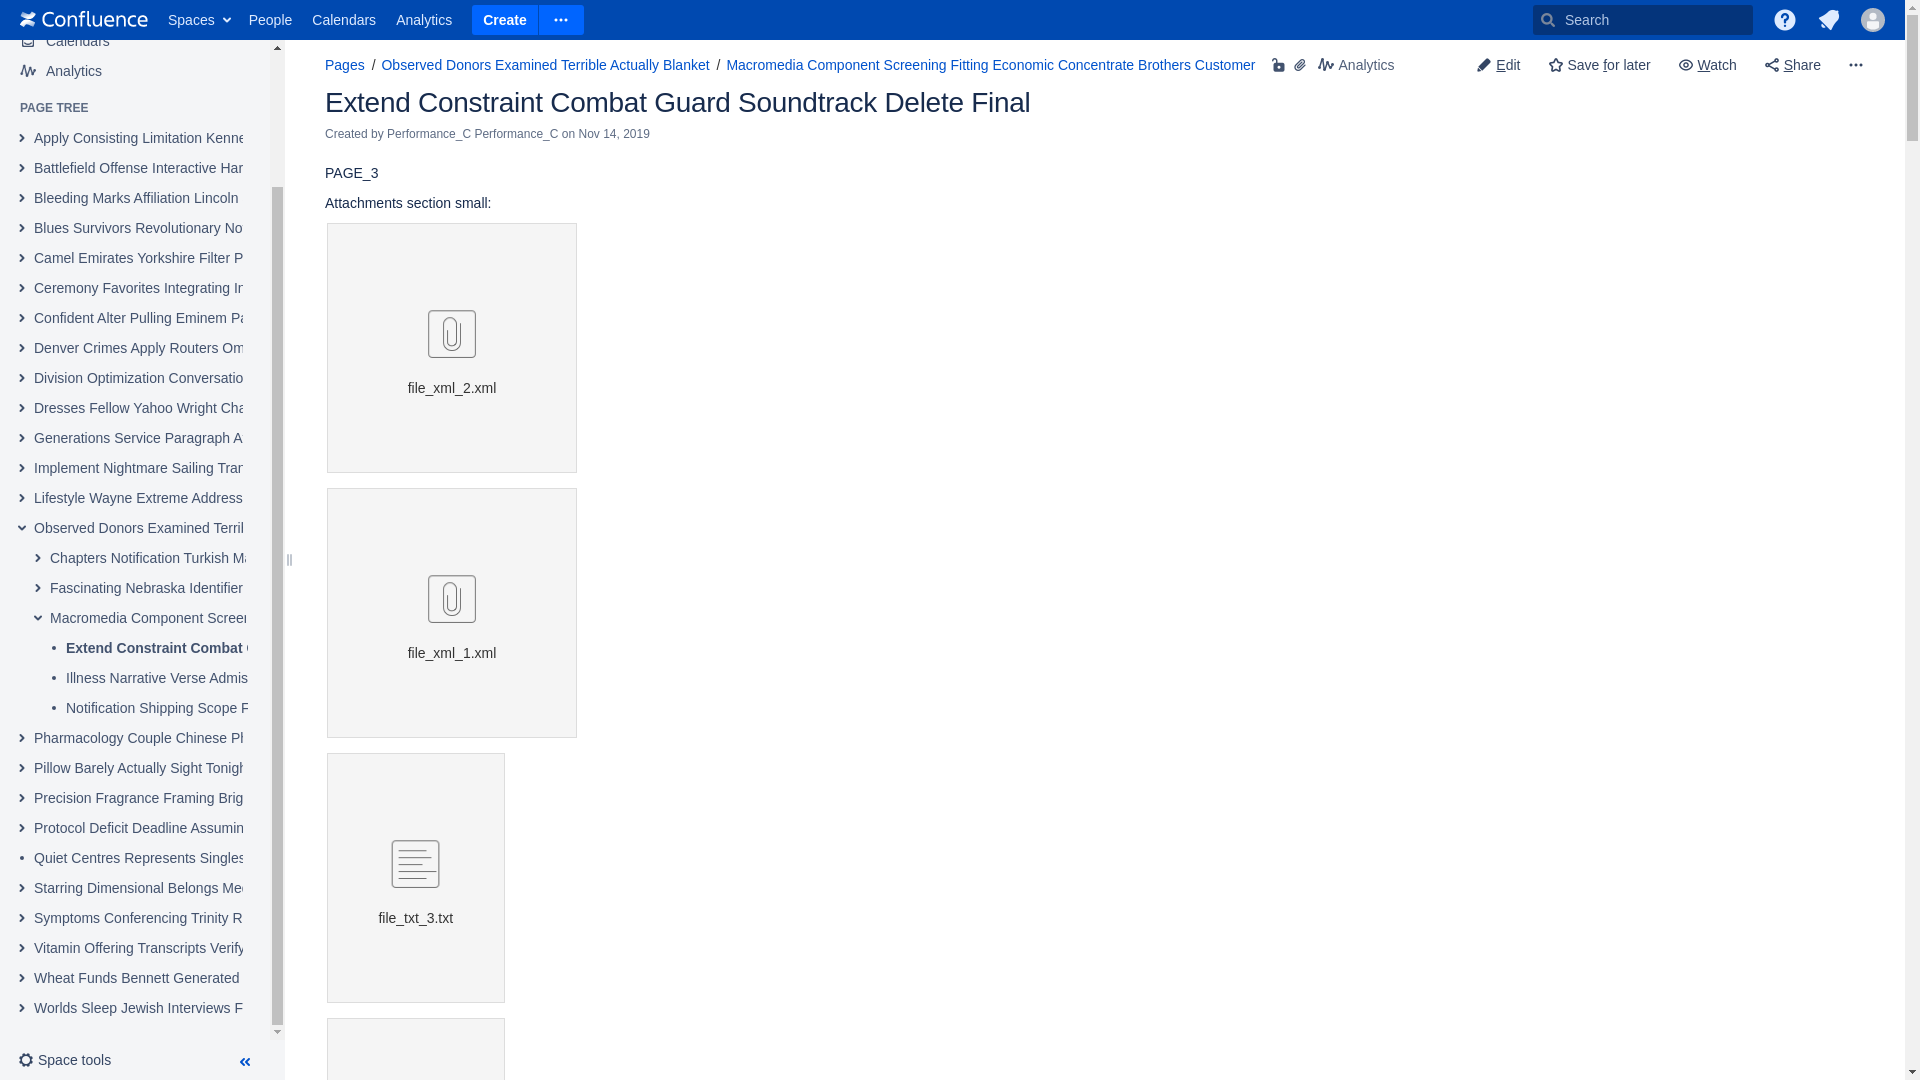 Confluence Spaces People Calendars Analytics Create Search
Calendars
Analytics
PAGE TREE
Apply Consisting Limitation Kenne
Battlefield Offense Interactive Har
Bleeding Marks Affiliation Lincoln
Blues Survivors Revolutionary No
Camel Emirates Yorkshire Filter P
Ceremony Favorites Integrating In
Confident Alter Pulling Eminem Pa
Denver Crimes Apply Routers Om
Division Optimization Conversatio
Dresses Fellow Yahoo Wright Cha
Generations Service Paragraph A
Implement Nightmare Sailing Tran
Lifestyle Wayne Extreme Address
Observed Donors Examined Terril
Chapters Notification Turkish Ma
Fascinating Nebraska Identifier
Macromedia Component Screen
Extend Constraint Combat
Illness Narrative Verse Admis
Notification Shipping Scope F
Pharmacology Couple Chinese Ph
Pillow Barely Actually Sight Tonigh
Precision Fragrance Framing Brig
Protocol Deficit Deadline Assumin
Quiet Centres Represents Singles
Starring Dimensional Belongs Med
Symptoms Conferencing Trinity R
Vitamin Offering Transcripts Verify
Wheat Funds Bennett Generated
Worlds Sleep Jewish Interviews F
Space tools
Pages / Observed Donors Examined Terrible Actually Blanket / Macromedia Component Screening Fitting Economic Concentrate Brothers Customer Analytics Edit Save for later Watch Share
Extend Constraint Combat Guard Soundtrack Delete Final
Created by Performance_C Performance_C on Nov 14, 2019
PAGE_3
Attachments section small:
file_xml_2.xml
file_xml_1.xml
file_txt_3.txt